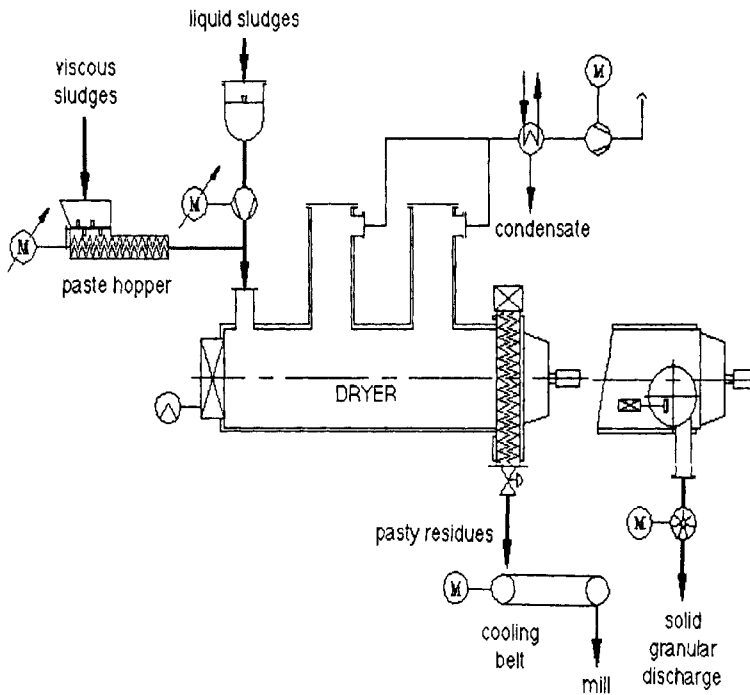 liquid sludges
viscous
sludges
M
M
M
paste hopper
condensate
DRYER
pasty residues
M
M
cooling
belt
mill
solid
granular
discharge